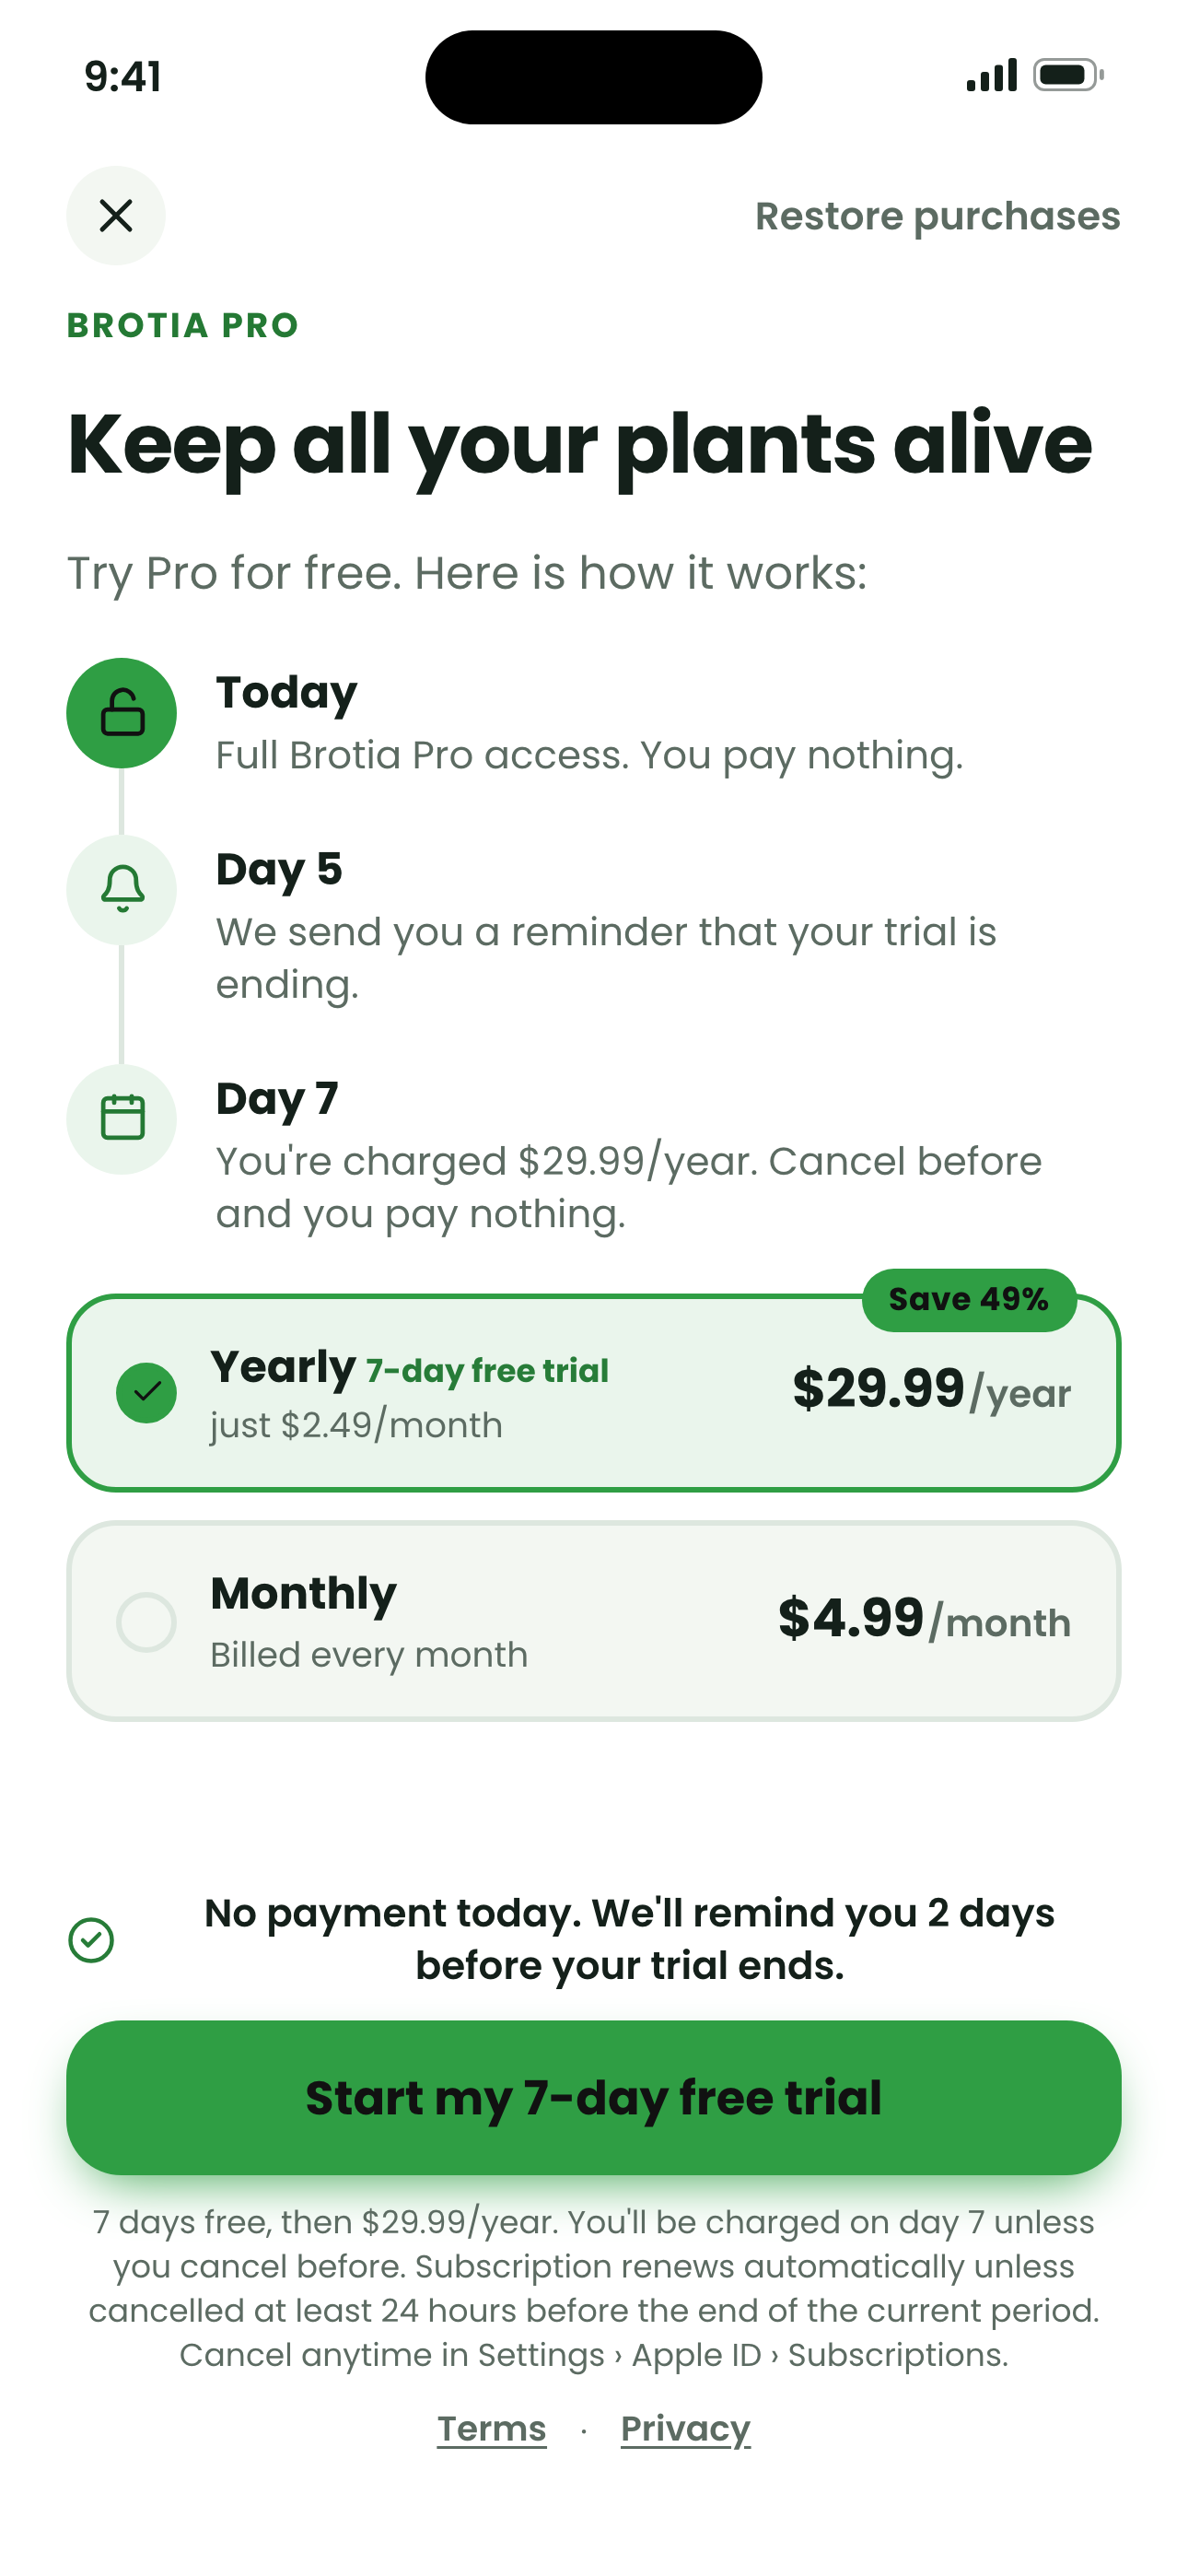 9:41
Restore purchases
BROTIA PRO
Keep all your plants alive
Try Pro for free. Here is how it works:
Today
Full Brotia Pro access. You pay nothing.
Day 5
We send you a reminder that your trial is
ending.
Day 7
You're charged $29.99/year. Cancel before
and you pay nothing.
Save 49%
Yearly 7-day free trial
just $2.49/month
$29.99/year
Monthly
Billed every month
$4.99/month
No payment today. We'll remind you 2 days
before your trial ends.
Start my 7-day free trial
7 days free, then $29.99/year. You'll be charged on day 7 unless
you cancel before. Subscription renews automatically unless
cancelled at least 24 hours before the end of the current period.
Cancel anytime in Settings › Apple ID › Subscriptions.
Terms · Privacy